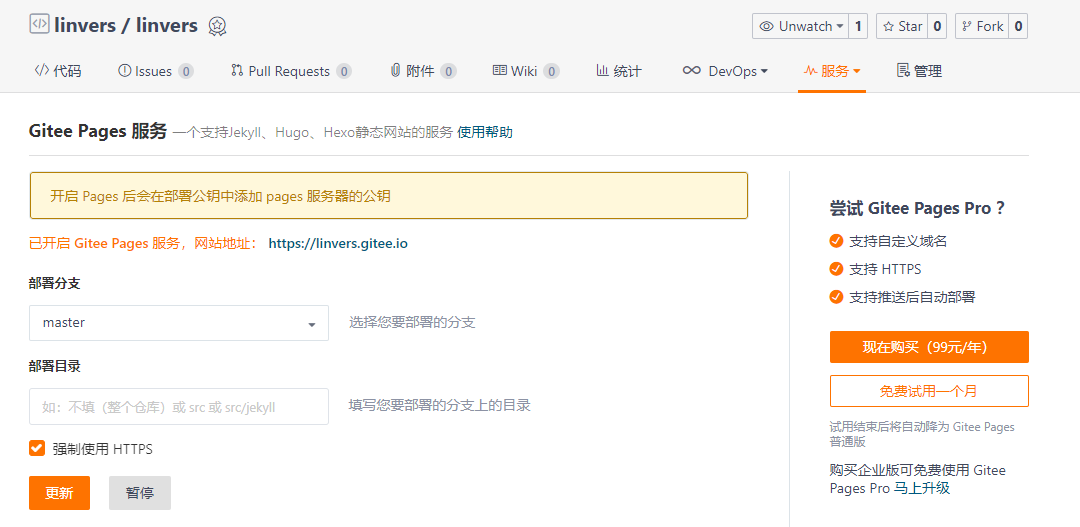 linvers / linvers
Unwatch 1 Star 0 Fork 0
代码 Issues 0 Pull Requests 0 附件 0 Wiki 0 统计 DevOps 服务 管理
Gitee Pages 服务 一个支持Jekyll、Hugo、Hexo静态网站的服务 使用帮助
开启 Pages 后会在部署公钥中添加 pages 服务器的公钥
已开启 Gitee Pages 服务，网站地址： https://linvers.gitee.io
部署分支
master 选择您要部署的分支
部署目录
如：不填（整个仓库）或 src 或 src/jekyll 填写您要部署的分支上的目录
强制使用 HTTPS
更新 暂停
尝试 Gitee Pages Pro ？
支持自定义域名
支持 HTTPS
支持推送后自动部署
现在购买（99元/年）
免费试用一个月
试用结束后将自动降为 Gitee Pages
普通版
购买企业版可免费使用 Gitee
Pages Pro 马上升级